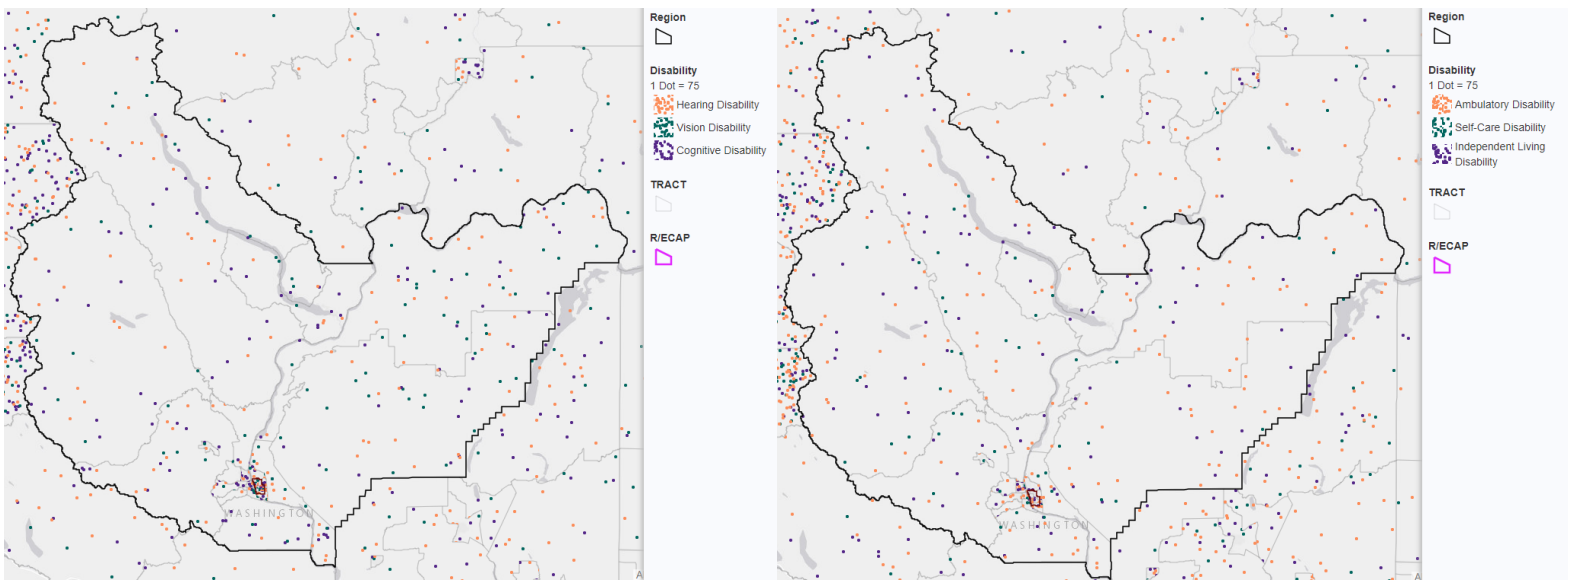 Region
Disability
1 Dot = 75
Hearing Disability
Vision Disability
Cognitive Disability
TRACT
R/ECAP
WASHINGTON
A
Region
Disability
1 Dot = 75
Ambulatory Disability
Self-Care Disability
Independent Living
Disability
TRACT
R/ECAP
WASHINGTON